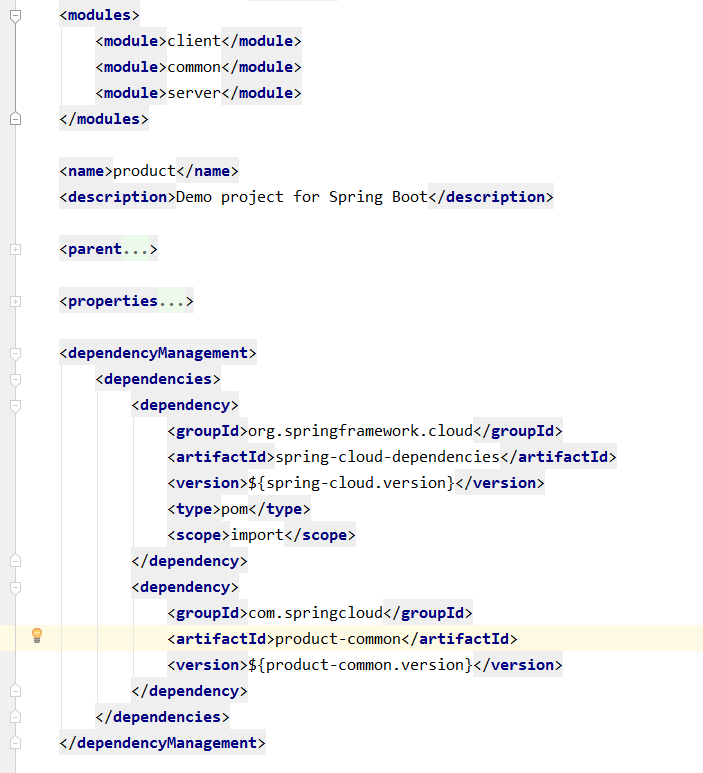 <modules>
<module>client</module>
<module>common</module>
<module>server</module>
</modules>
<name>product</name>
<description>Demo project for Spring Boot</description>
<parent...>
<properties...>
<dependencyManagement>
<dependencies>
<dependency>
<groupId>org.springframework.cloud</groupId>
<artifactId>spring-cloud-dependencies</artifactId>
<version>${spring-cloud.version}</version>
<type>pom</type>
<scope>import</scope>
</dependency>
<dependency>
<groupId>com.springcloud</groupId>
<artifactId>product-common</artifactId>
<version>${product-common.version}</version>
</dependency>
</dependencies>
</dependencyManagement>